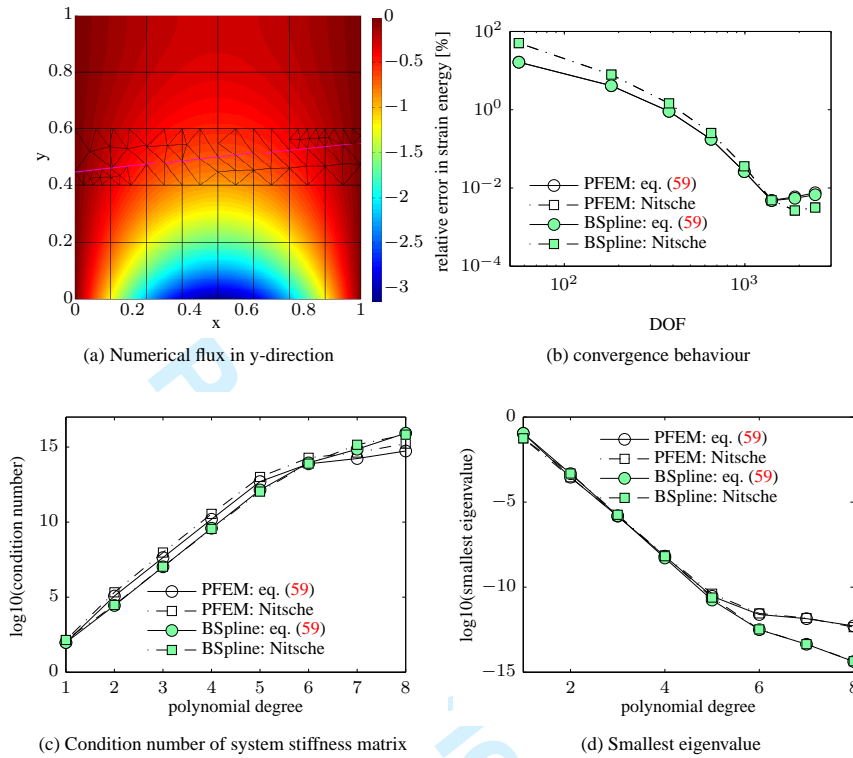 1
0.8
0.6
0.4
0.2
0
y
0
0.2
0.4
0.6
0.8
1
x
0
−0.5
−1
−1.5
−2
−2.5
−3
(a) Numerical flux in y-direction
10^2
10^0
10^−2
10^−4
relative error in strain energy [%]
PFEM: eq. (59)
PFEM: Nitsche
BSpline: eq. (59)
BSpline: Nitsche
10^2
10^3
DOF
(b) convergence behaviour
15
10
5
0
log10(condition number)
PFEM: eq. (59)
PFEM: Nitsche
BSpline: eq. (59)
BSpline: Nitsche
1
2
3
4
5
6
7
8
polynomial degree
(c) Condition number of system stiffness matrix
0
−5
−10
−15
log10(smallest eigenvalue)
PFEM: eq. (59)
PFEM: Nitsche
BSpline: eq. (59)
BSpline: Nitsche
2
4
6
8
polynomial degree
(d) Smallest eigenvalue